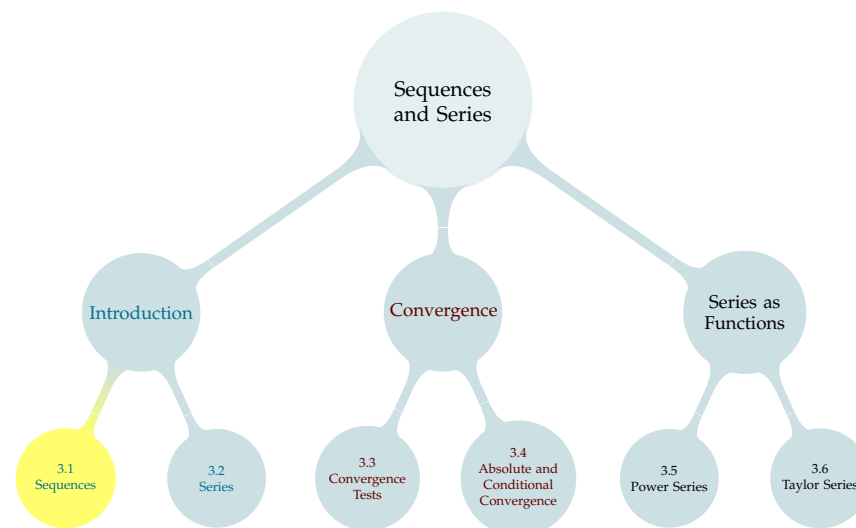 Sequences
and Series
Introduction
Convergence
Series as
Functions
3.1
Sequences
3.2
Series
3.3
Convergence
Tests
3.4
Absolute and
Conditional
Convergence
3.5
Power Series
3.6
Taylor Series